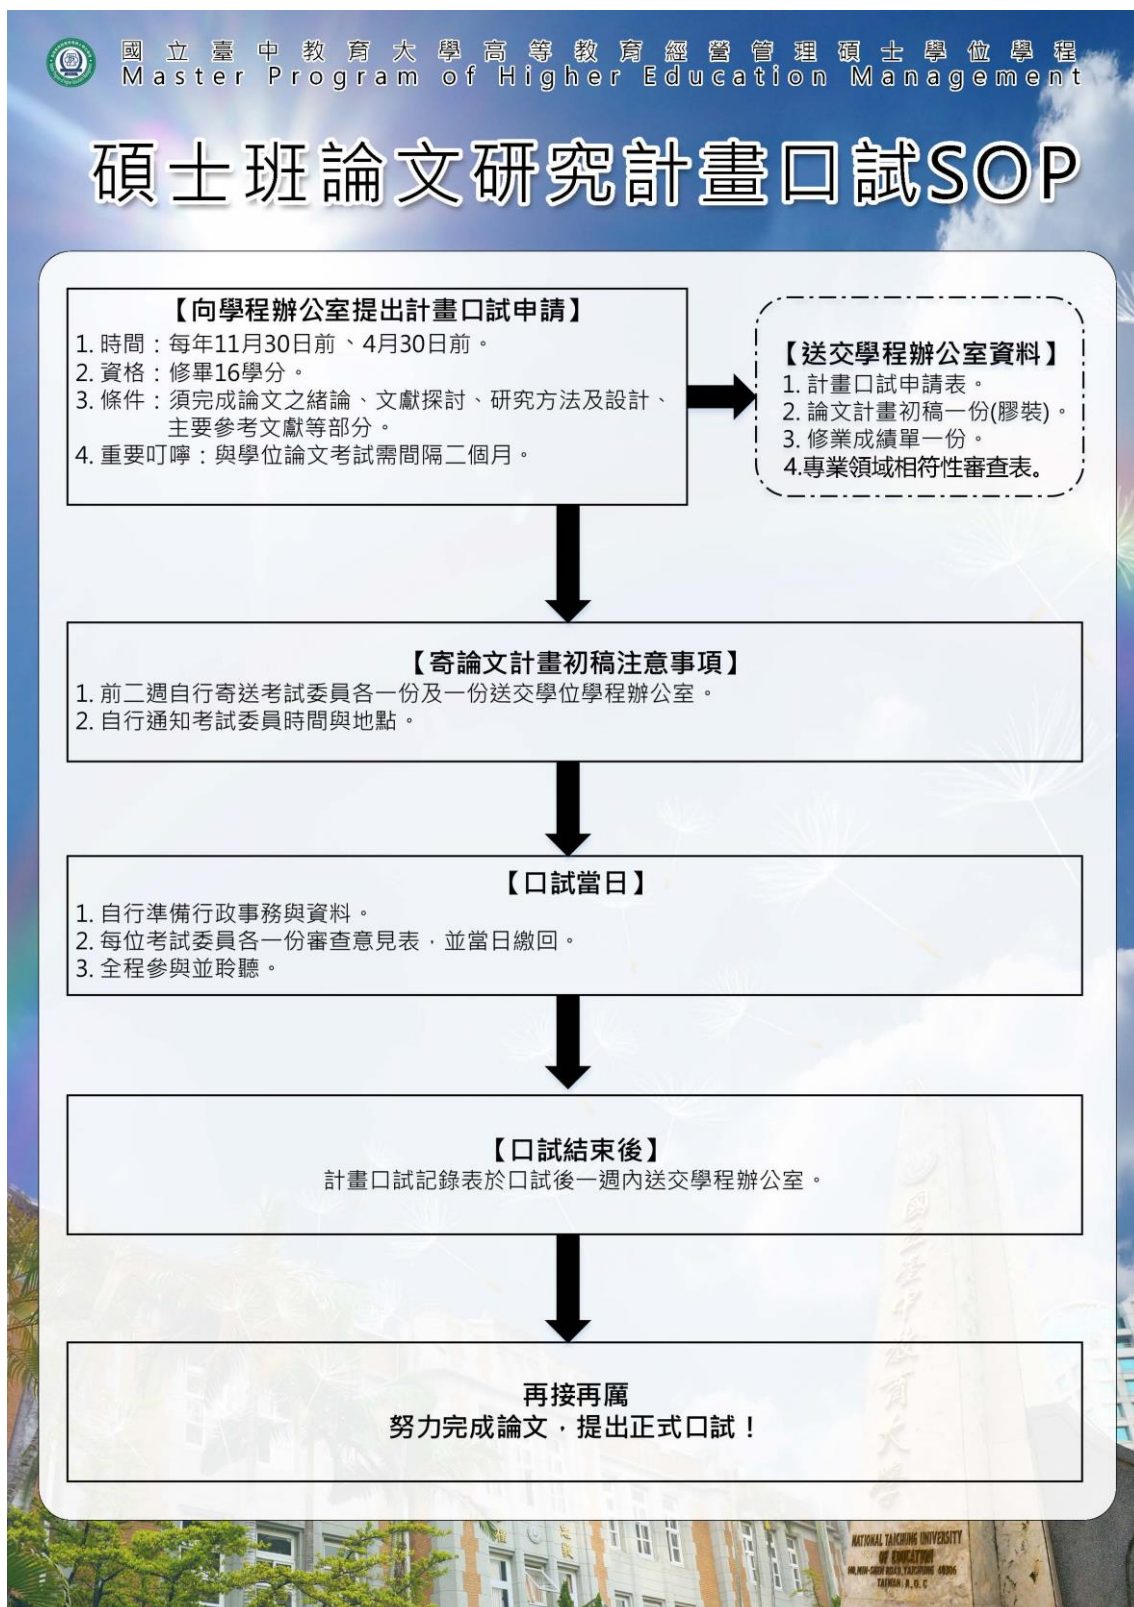 國立臺中教育大學高等教育經營管理碩士學位學程
Master Program of Higher Education Management
碩士班論文研究計畫口試SOP
【向學程辦公室提出計畫口試申請】
1. 時間：每年11月30日前、4月30日前。
2. 資格：修畢16學分。
3. 條件：須完成論文之緒論、文獻探討、研究方法及設計、
主要參考文獻等部分。
4. 重要叮嚀：與學位論文考試需間隔二個月。
【送交學程辦公室資料】
1. 計畫口試申請表。
2. 論文計畫初稿一份(膠裝)。
3. 修業成績單一份。
4.專業領域相符性審查表。
【寄論文計畫初稿注意事項】
1. 前二週自行寄送考試委員各一份及一份送交學位學程辦公室。
2. 自行通知考試委員時間與地點。
【口試當日】
1. 自行準備行政事務與資料。
2. 每位考試委員各一份審查意見表，並當日繳回。
3. 全程參與並聆聽。
【口試結束後】
計畫口試記錄表於口試後一週內送交學程辦公室。
再接再厲
努力完成論文，提出正式口試！
國立臺中教育大學
NATIONAL TAICHUNG UNIVERSITY
OF EDUCATION
TAIWAN, R.O.C